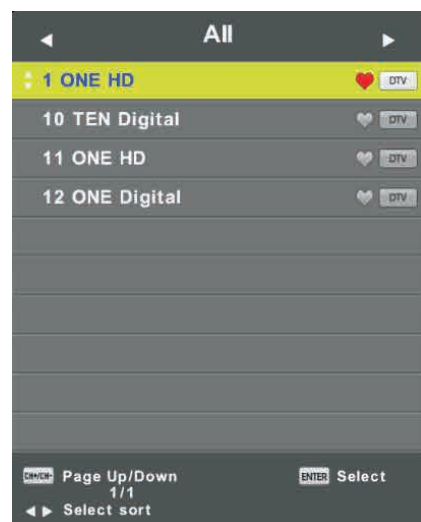 All
1 ONE HD DTV
10 TEN Digital DTV
11 ONE HD DTV
12 ONE Digital DTV
CH+/CH- Page Up/Down ENTER Select
1/1
Select sort